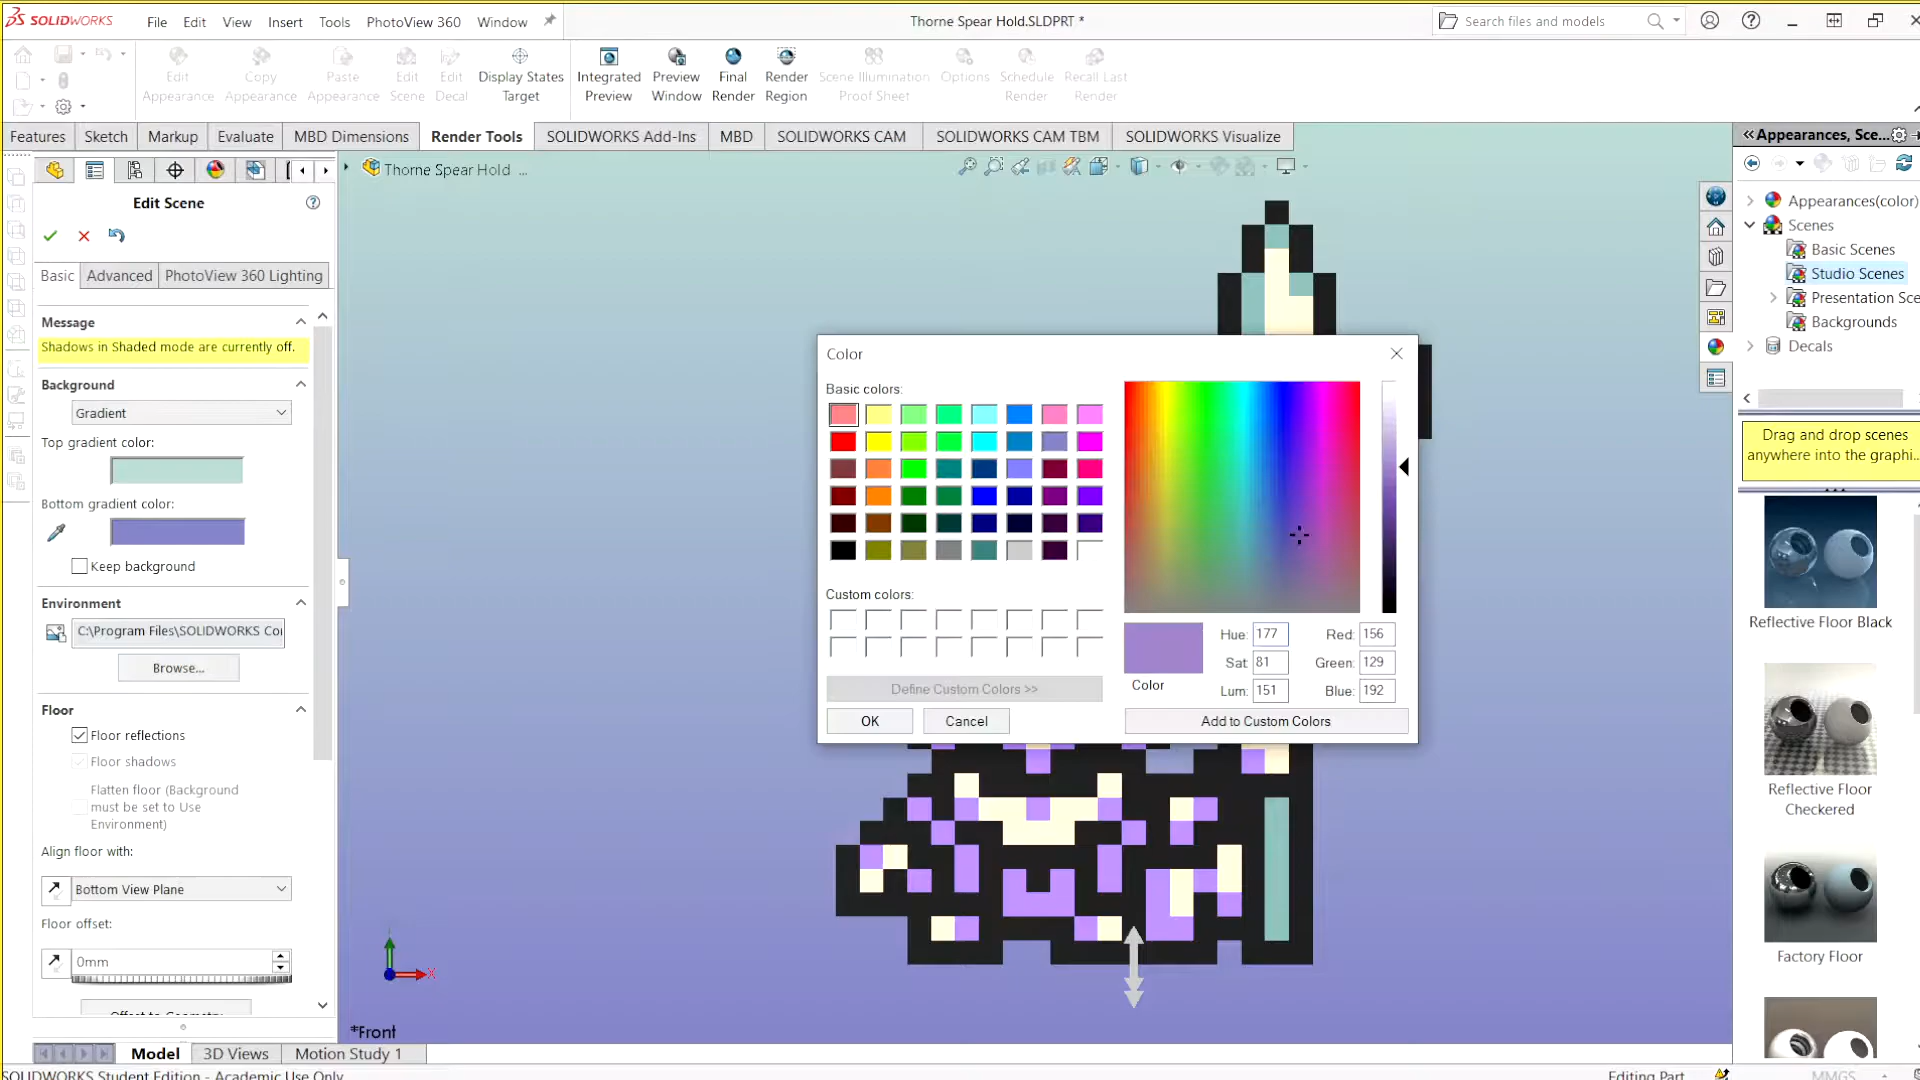 SOLIDWORKS File Edit View Insert Tools PhotoView 360 Window Thorne Spear Hold.SLDPRT * Search files and models
Edit Appearance
Copy Appearance
Paste Appearance
Edit Scene
Edit Decal
Display States Target
Integrated Preview
Preview Window
Final Render
Render Region
Scene Illumination Proof Sheet
Options
Schedule Render
Recall Last Render
Features Sketch Markup Evaluate MBD Dimensions Render Tools SOLIDWORKS Add-Ins MBD SOLIDWORKS CAM SOLIDWORKS CAM TBM SOLIDWORKS Visualize
Thorne Spear Hold ...
Edit Scene
Basic Advanced PhotoView 360 Lighting
Message
Shadows in Shaded mode are currently off.
Background
Gradient
Top gradient color:
Bottom gradient color:
Keep background
Environment
C:\Program Files\SOLIDWORKS Co
Browse...
Floor
Floor reflections
Floor shadows
Flatten floor (Background
must be set to Use
Environment)
Align floor with:
Bottom View Plane
Floor offset:
0mm
Color
Basic colors:
Custom colors:
Define Custom Colors >>
OK Cancel
Color
Hue: 177 Red: 156
Sat: 81 Green: 129
Lum: 151 Blue: 192
Add to Custom Colors
x
*Front
Appearances, Sce...
Appearances(color)
Scenes
Basic Scenes
Studio Scenes
Presentation Sce
Backgrounds
Decals
Drag and drop scenes
anywhere into the graphi..
Reflective Floor Black
Reflective Floor
Checkered
Factory Floor
Model 3D Views Motion Study 1
SOLIDWORKS Student Edition - Academic Use Only Editing Part MMGS